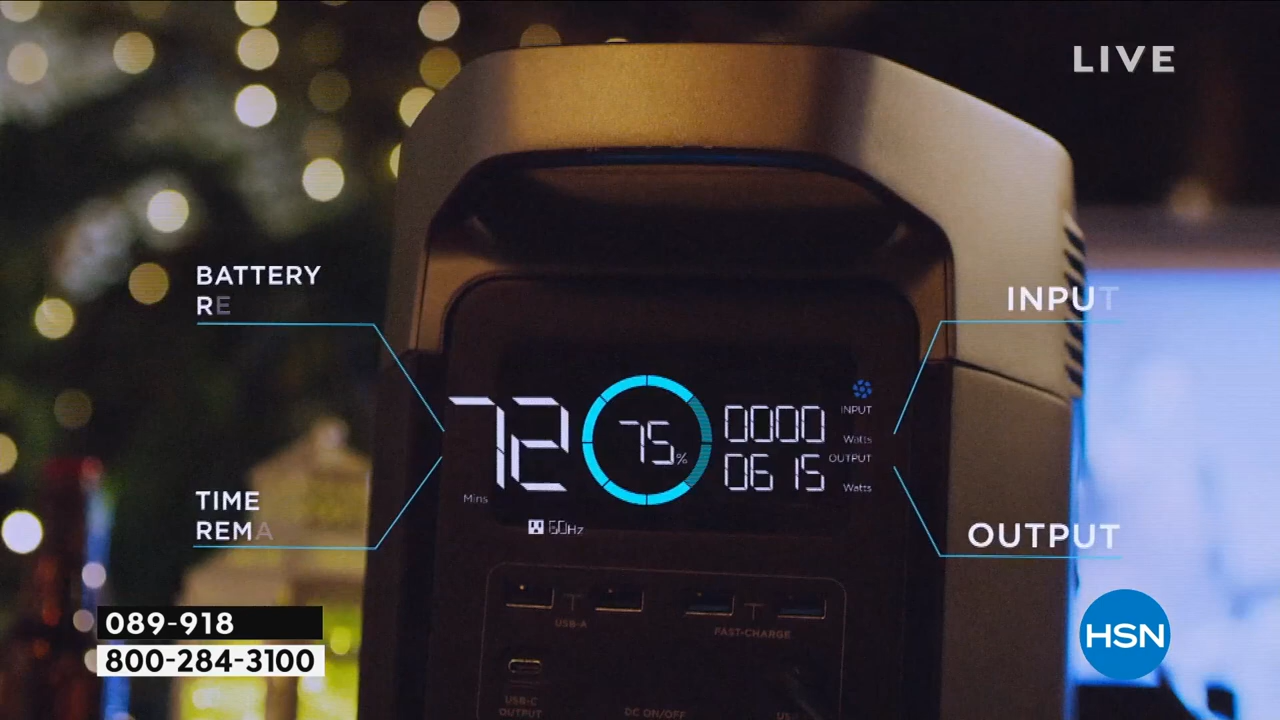 LIVE
BATTERY
RE
INPUT
72
Mins
75%
0000
INPUT
Watts
0615
OUTPUT
Watts
60Hz
TIME
REMA
OUTPUT
USB-A
FAST-CHARGE
USB-C
OUTPUT
DC ON/OFF
089-918
800-284-3100
HSN